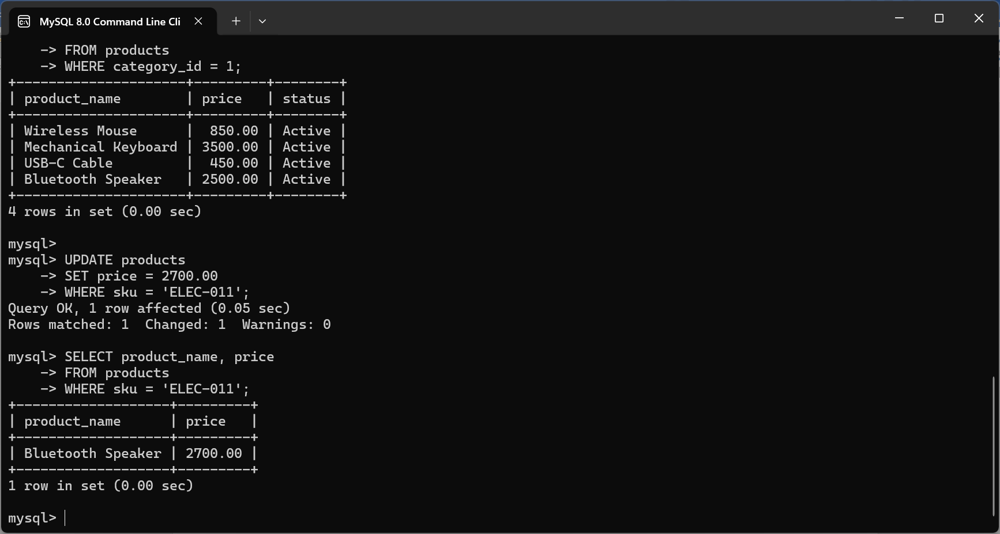 MySQL 8.0 Command Line Cli
    -> FROM products
    -> WHERE category_id = 1;
+---------------------+---------+--------+
| product_name        | price   | status |
+---------------------+---------+--------+
| Wireless Mouse      |  850.00 | Active |
| Mechanical Keyboard | 3500.00 | Active |
| USB-C Cable         |  450.00 | Active |
| Bluetooth Speaker   | 2500.00 | Active |
+---------------------+---------+--------+
4 rows in set (0.00 sec)

mysql>
mysql> UPDATE products
    -> SET price = 2700.00
    -> WHERE sku = 'ELEC-011';
Query OK, 1 row affected (0.05 sec)
Rows matched: 1  Changed: 1  Warnings: 0

mysql> SELECT product_name, price
    -> FROM products
    -> WHERE sku = 'ELEC-011';
+-------------------+---------+
| product_name      | price   |
+-------------------+---------+
| Bluetooth Speaker | 2700.00 |
+-------------------+---------+
1 row in set (0.00 sec)

mysql>